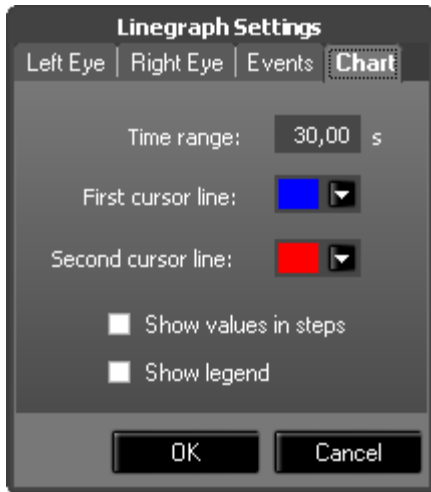 Linegraph Settings
Left Eye Right Eye Events Chart
Time range: 30,00 s
First cursor line:
Second cursor line:
Show values in steps
Show legend
OK Cancel